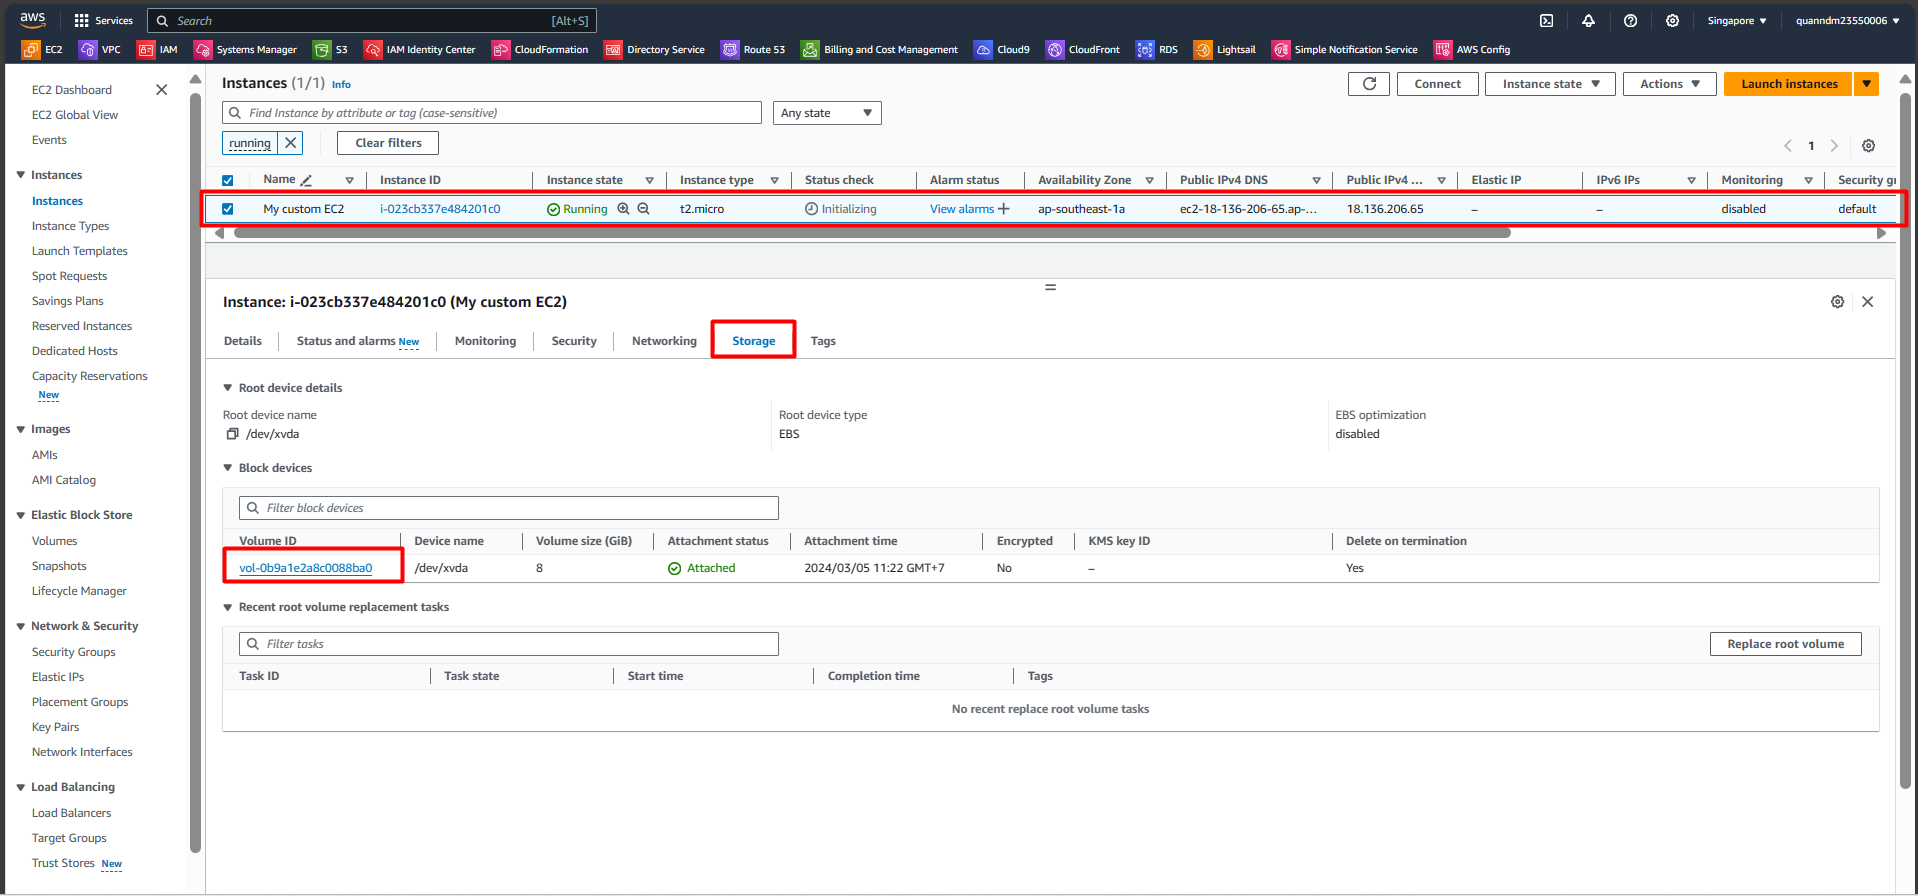 aws Services Search [Alt+S] Singapore quanndm23550006
EC2 VPC IAM Systems Manager S3 IAM Identity Center CloudFormation Directory Service Route 53 Billing and Cost Management Cloud9 CloudFront RDS Lightsail Simple Notification Service AWS Config
EC2 Dashboard
EC2 Global View
Events
Instances
Instances
Instance Types
Launch Templates
Spot Requests
Savings Plans
Reserved Instances
Dedicated Hosts
Capacity Reservations
New
Images
AMIs
AMI Catalog
Elastic Block Store
Volumes
Snapshots
Lifecycle Manager
Network & Security
Security Groups
Elastic IPs
Placement Groups
Key Pairs
Network Interfaces
Load Balancing
Load Balancers
Target Groups
Trust Stores New
Instances (1/1) Info Connect Instance state Actions Launch instances
Find Instance by attribute or tag (case-sensitive) Any state
running Clear filters 1
Name Instance ID Instance state Instance type Status check Alarm status Availability Zone Public IPv4 DNS Public IPv4 ... Elastic IP IPv6 IPs Monitoring Security gr
My custom EC2 i-023cb337e484201c0 Running t2.micro Initializing View alarms + ap-southeast-1a ec2-18-136-206-65.ap-... 18.136.206.65 – – disabled default
Instance: i-023cb337e484201c0 (My custom EC2)
Details Status and alarms New Monitoring Security Networking Storage Tags
Root device details
Root device name Root device type EBS optimization
/dev/xvda EBS disabled
Block devices
Filter block devices
Volume ID Device name Volume size (GiB) Attachment status Attachment time Encrypted KMS key ID Delete on termination
vol-0b9a1e2a8c0088ba0 /dev/xvda 8 Attached 2024/03/05 11:22 GMT+7 No – Yes
Recent root volume replacement tasks
Filter tasks Replace root volume
Task ID Task state Start time Completion time Tags
No recent replace root volume tasks